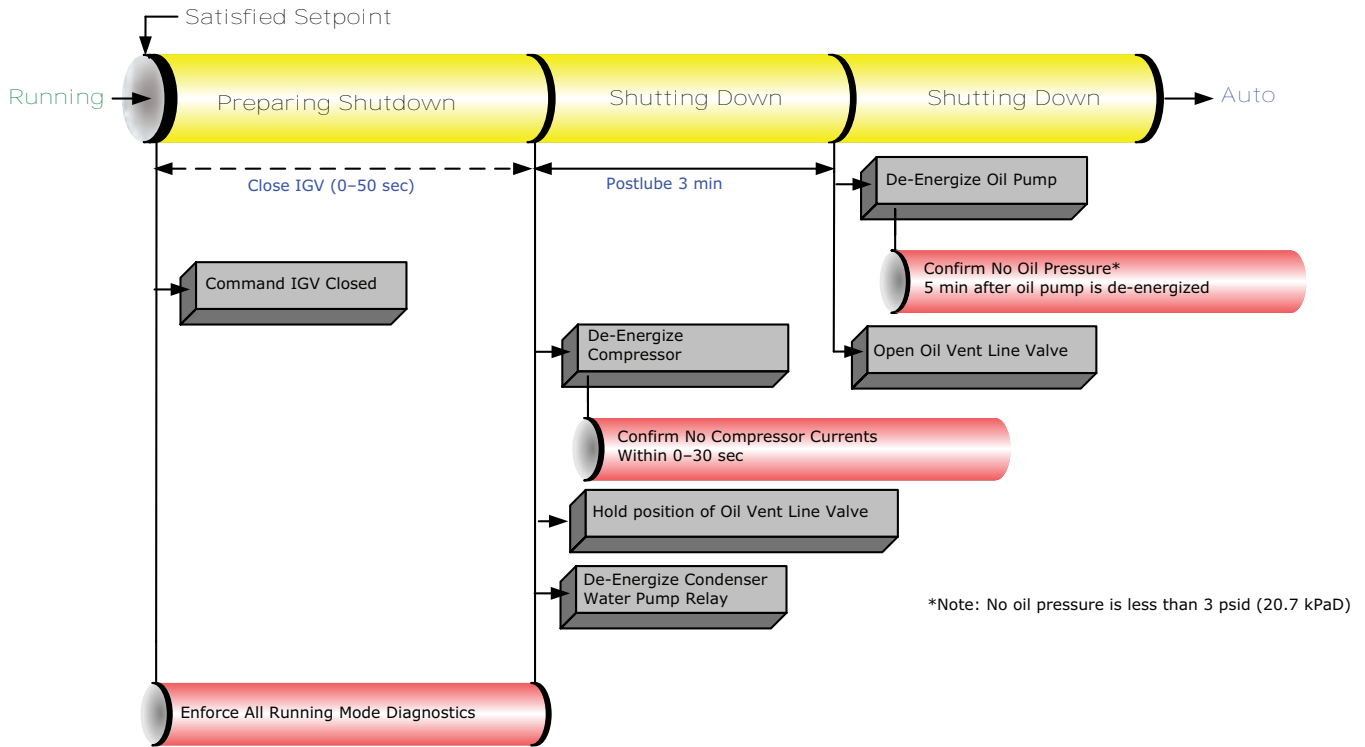 Satisfied Setpoint
Running
Preparing Shutdown
Shutting Down
Shutting Down
Auto
Close IGV (0–50 sec)
Postlube 3 min
De-Energize Oil Pump
Confirm No Oil Pressure*
5 min after oil pump is de-energized
Command IGV Closed
De-Energize
Compressor
Open Oil Vent Line Valve
Confirm No Compressor Currents
Within 0–30 sec
Hold position of Oil Vent Line Valve
De-Energize Condenser
Water Pump Relay
*Note: No oil pressure is less than 3 psid (20.7 kPaD)
Enforce All Running Mode Diagnostics